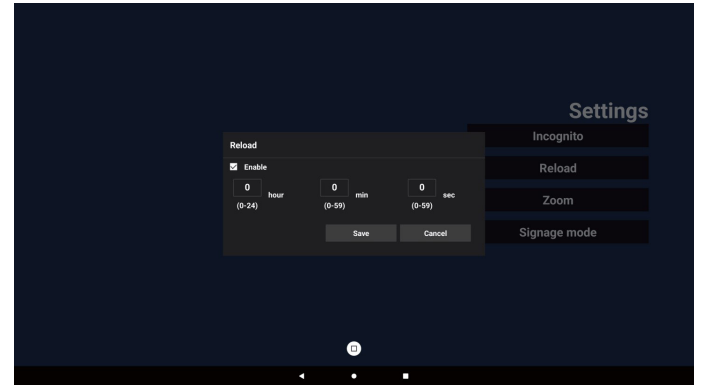 Settings
Incognito
Reload
Zoom
Signage mode
Reload
Enable
0 hour 0 min 0 sec
(0-24) (0-59) (0-59)
Save Cancel